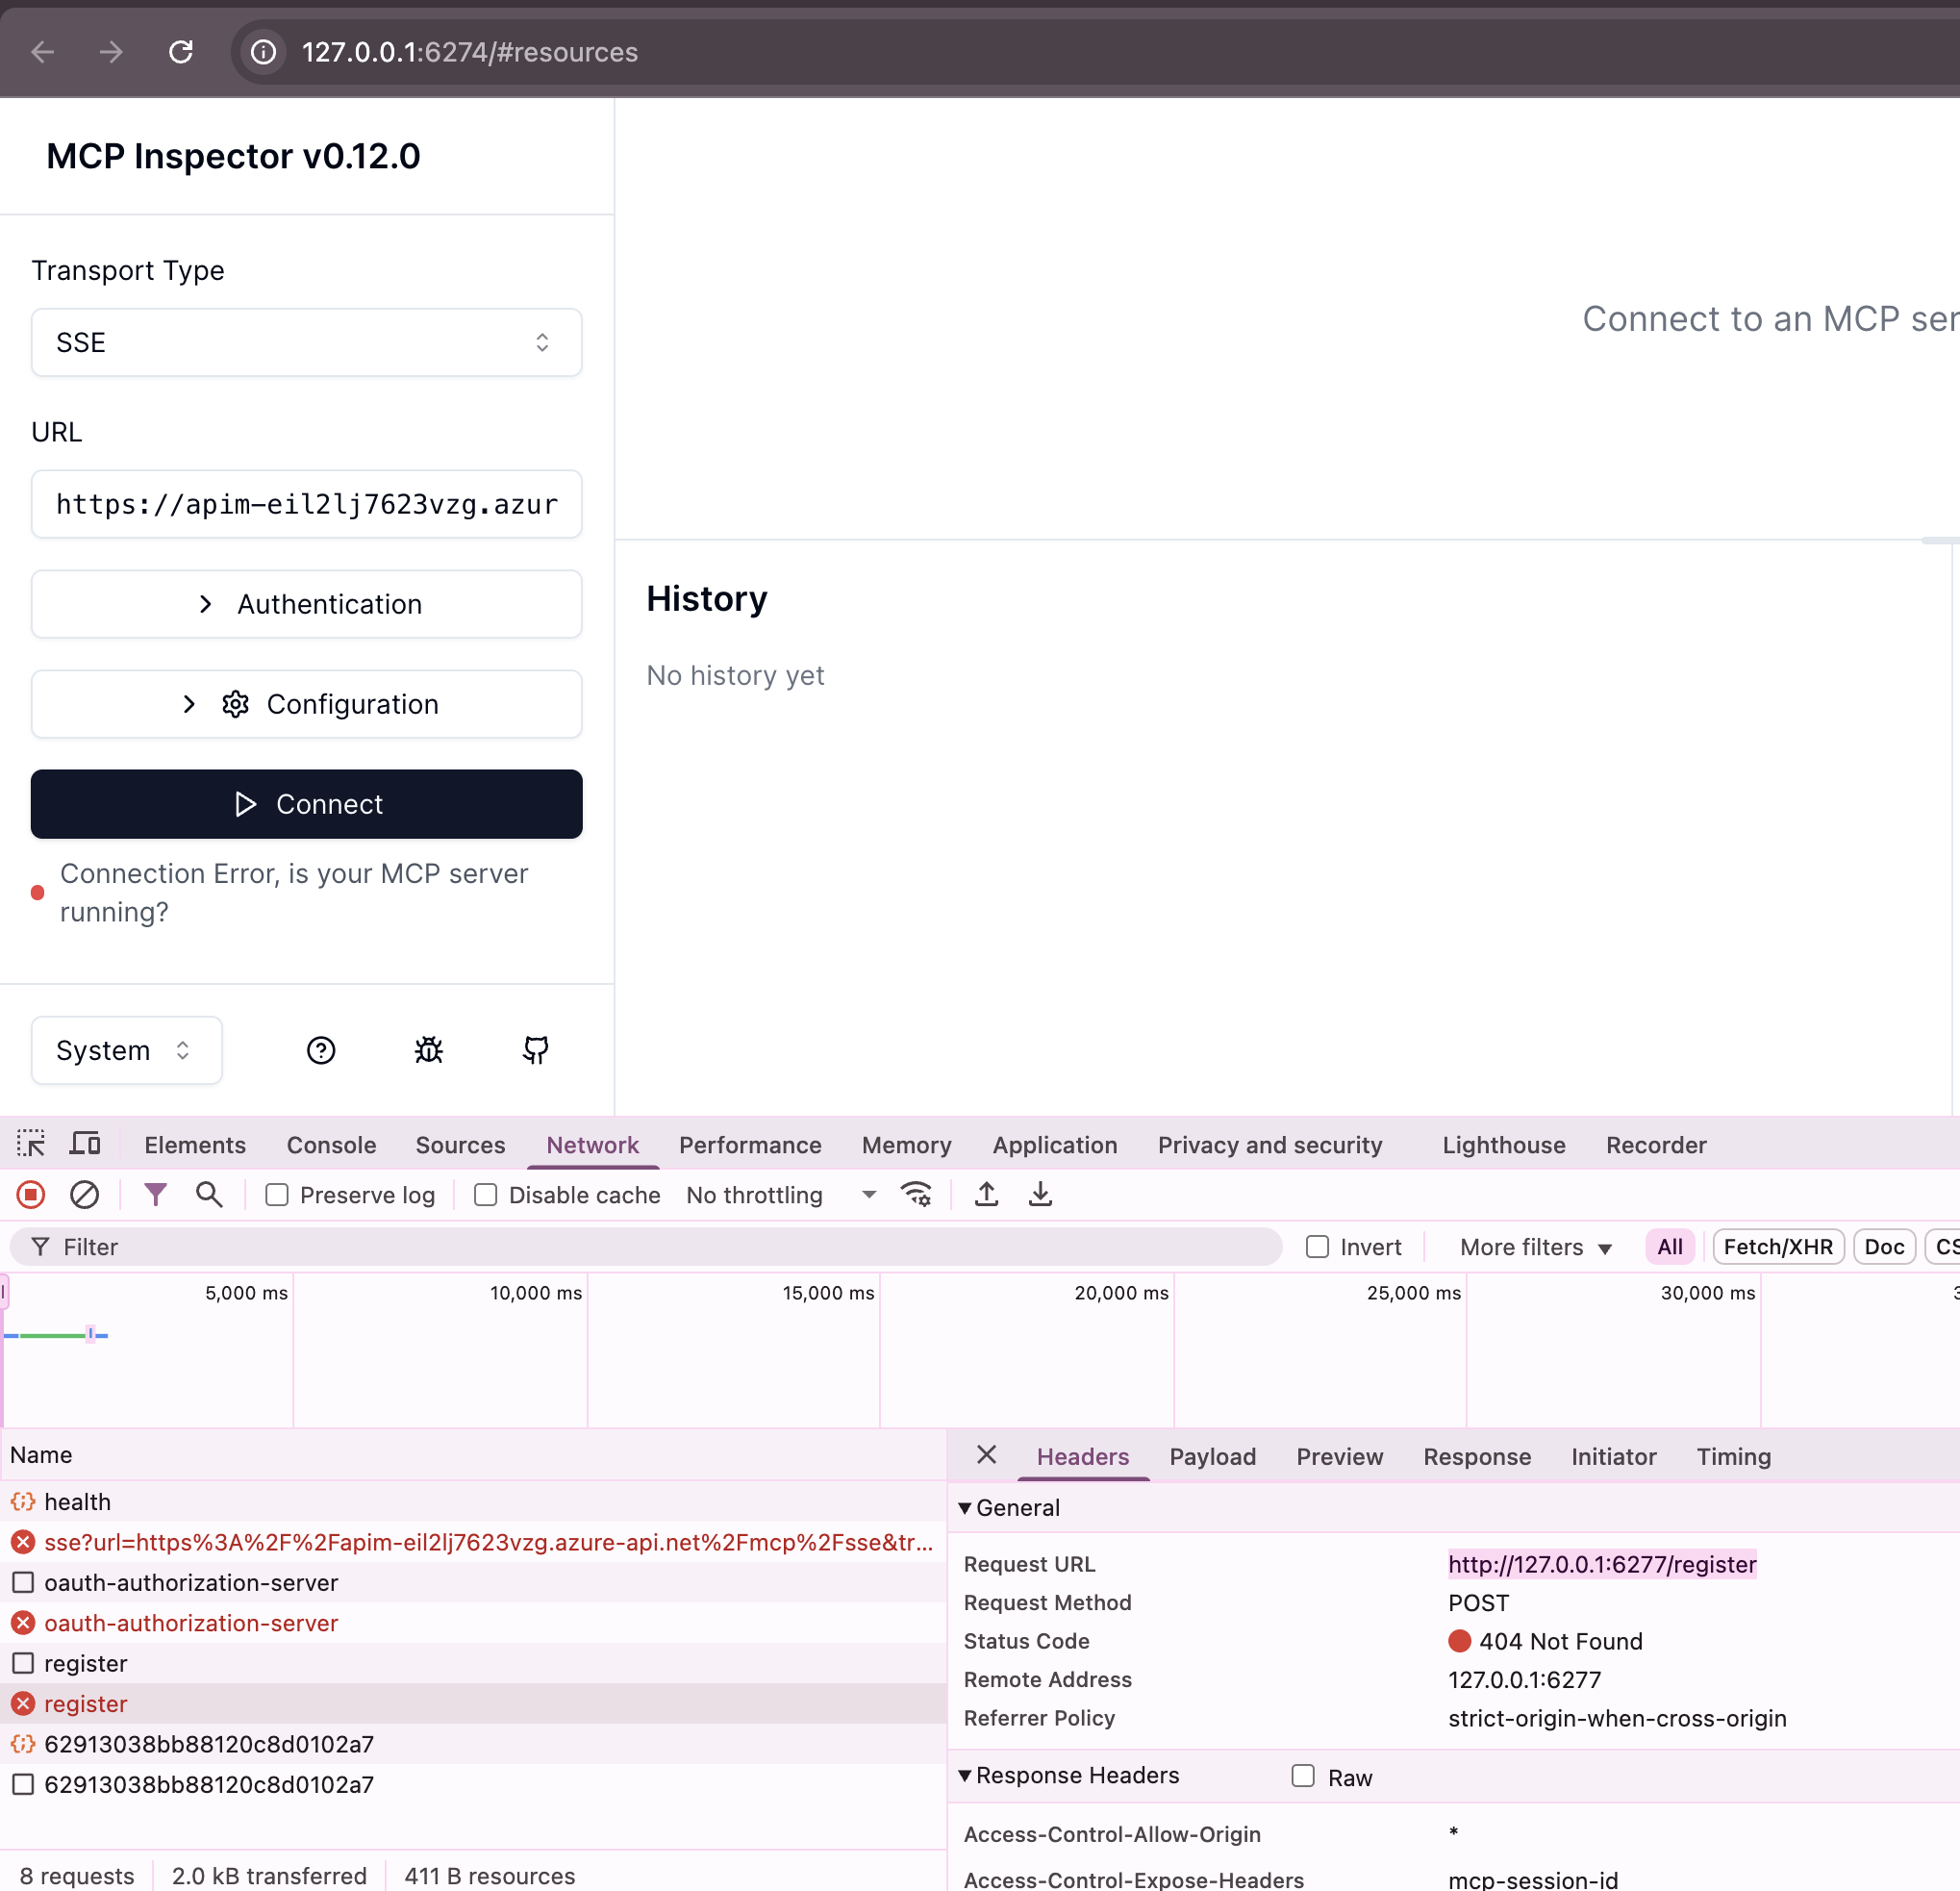 127.0.0.1:6274/#resources
MCP Inspector v0.12.0
Transport Type
SSE
URL
https://apim-eil2lj7623vzg.azur
Authentication
Configuration
Connect
Connection Error, is your MCP server
running?
System
Connect to an MCP ser
History
No history yet
Elements Console Sources Network Performance Memory Application Privacy and security Lighthouse Recorder
Preserve log Disable cache No throttling
Filter Invert More filters All Fetch/XHR Doc CS
5,000 ms 10,000 ms 15,000 ms 20,000 ms 25,000 ms 30,000 ms
Name
health
sse?url=https%3A%2F%2Fapim-eil2lj7623vzg.azure-api.net%2Fmcp%2Fsse&tr...
oauth-authorization-server
oauth-authorization-server
register
register
62913038bb88120c8d0102a7
62913038bb88120c8d0102a7
8 requests 2.0 kB transferred 411 B resources
Headers Payload Preview Response Initiator Timing
General
Request URL http://127.0.0.1:6277/register
Request Method POST
Status Code 404 Not Found
Remote Address 127.0.0.1:6277
Referrer Policy strict-origin-when-cross-origin
Response Headers Raw
Access-Control-Allow-Origin *
Access-Control-Expose-Headers mcp-session-id